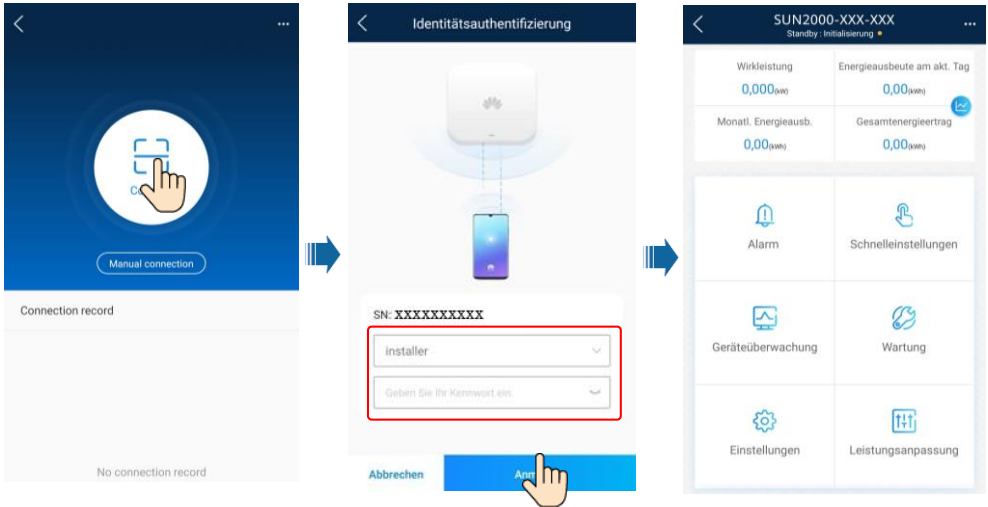 Manual connection
Connection record
No connection record
Identitätsauthentifizierung
SN: XXXXXXXXXX
installer
Geben Sie Ihr Kennwort ein.
Abbrechen
SUN2000-XXX-XXX
Standby : Initialisierung
Wirkleistung
Energieausbeute am akt. Tag
0,000(kW)
0,00(kWh)
Monatl. Energieausb.
Gesamtenergieertrag
0,00(kWh)
0,00(kWh)
Alarm
Schnelleinstellungen
Geräteüberwachung
Wartung
Einstellungen
Leistungsanpassung